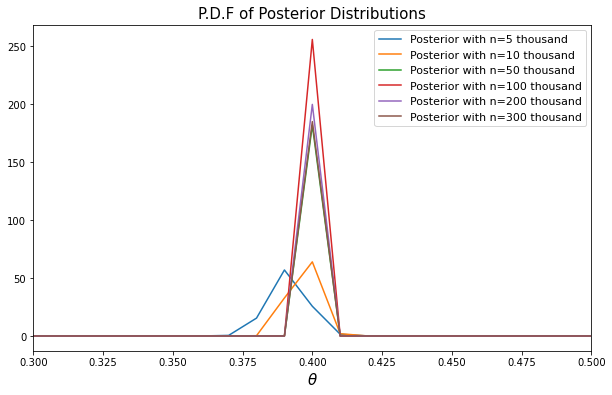 P.D.F of Posterior Distributions
250
200
150
100
50
0
Posterior with n=5 thousand
Posterior with n=10 thousand
Posterior with n=50 thousand
Posterior with n=100 thousand
Posterior with n=200 thousand
Posterior with n=300 thousand
0.300 0.325 0.350 0.375 0.400 0.425 0.450 0.475 0.500
θ